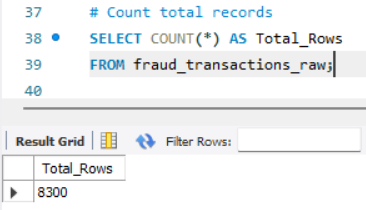 37 # Count total records
38 SELECT COUNT(*) AS Total_Rows
39 FROM fraud_transactions_raw;
40
Result Grid Filter Rows:
Total_Rows
8300